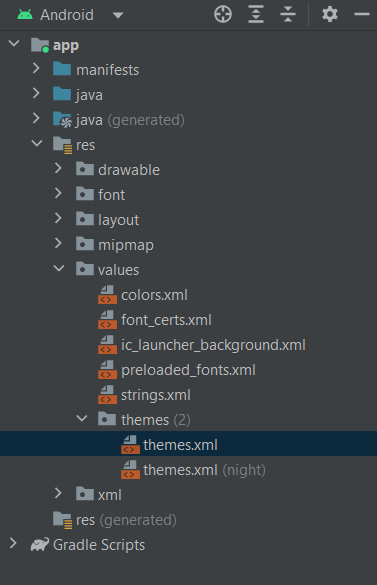 Android
app
manifests
java
java (generated)
res
drawable
font
layout
mipmap
values
colors.xml
font_certs.xml
ic_launcher_background.xml
preloaded_fonts.xml
strings.xml
themes (2)
themes.xml
themes.xml (night)
xml
res (generated)
Gradle Scripts